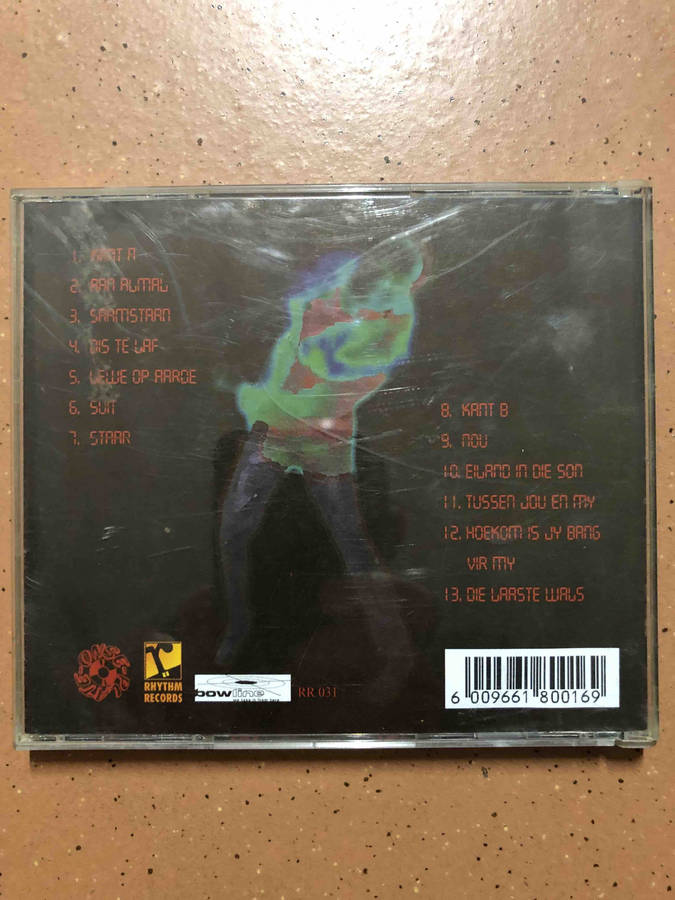 1. KANT A
2. AAN ALMAL
3. SAAMSTAAN
4. DIS TE LAF
5. LEWE OP AARDE
6. SUIT
7. STAAR
8. KANT B
9. NOU
10. EILAND IN DIE SON
11. TUSSEN JOU EN MY
12. HOEKOM IS JY BANG
VIR MY
13. DIE LAASTE WALS
r
RHYTHM
RECORDS
bowline
RR 031
6 009661 800169